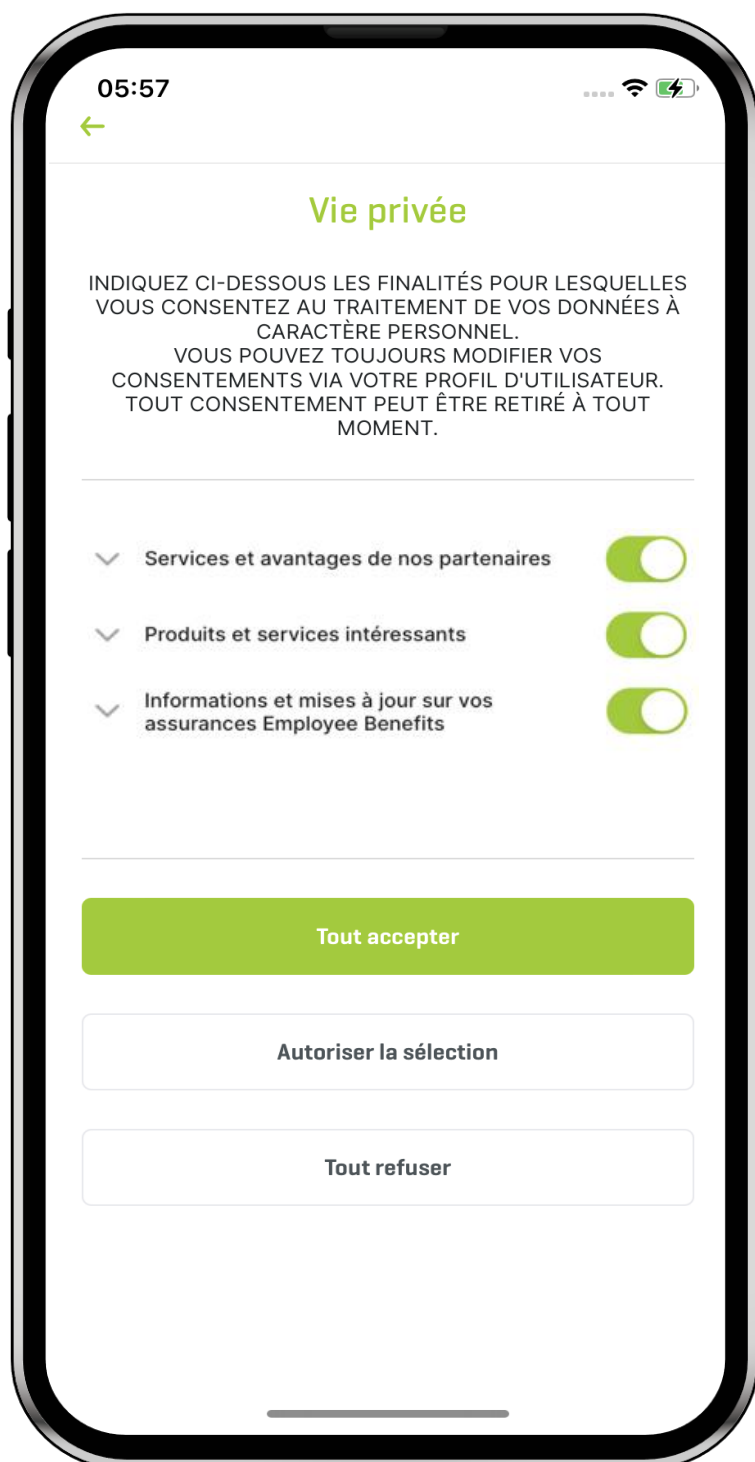 05:57
Vie privée
INDIQUEZ CI-DESSOUS LES FINALITÉS POUR LESQUELLES
VOUS CONSENTEZ AU TRAITEMENT DE VOS DONNÉES À
CARACTÈRE PERSONNEL.
VOUS POUVEZ TOUJOURS MODIFIER VOS
CONSENTEMENTS VIA VOTRE PROFIL D'UTILISATEUR.
TOUT CONSENTEMENT PEUT ÊTRE RETIRÉ À TOUT
MOMENT.
Services et avantages de nos partenaires
Produits et services intéressants
Informations et mises à jour sur vos
assurances Employee Benefits
Tout accepter
Autoriser la sélection
Tout refuser